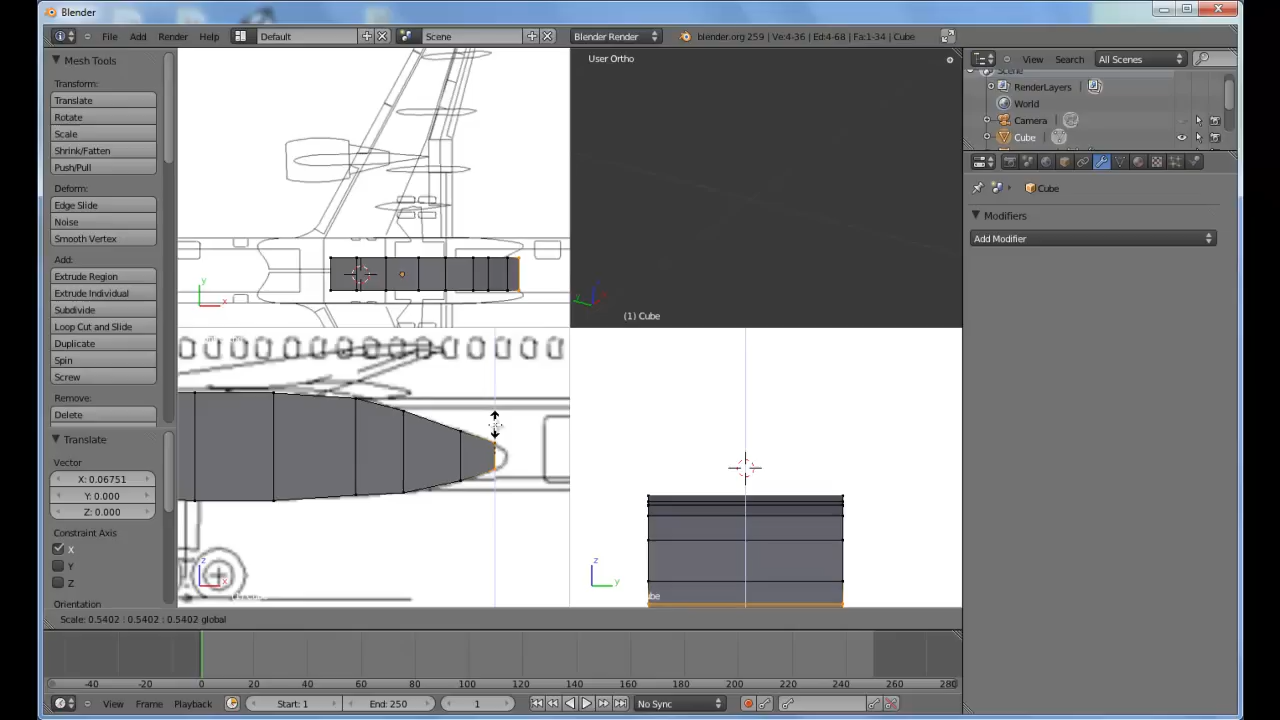 Blender
File Add Render Help Default Scene Blender Render blender.org 259 | Ve:4-36 | Ed:4-68 | Fa:1-34 | Cube
Mesh Tools
Transform:
Translate
Rotate
Scale
Shrink/Fatten
Push/Pull
Deform:
Edge Slide
Noise
Smooth Vertex
Add:
Extrude Region
Extrude Individual
Subdivide
Loop Cut and Slide
Duplicate
Spin
Screw
Remove:
Delete
Translate
Vector
X: 0.06751
Y: 0.000
Z: 0.000
Constraint Axis
X
Y
Z
Orientation
y
x
User Ortho
y
(1) Cube
z
x
z
y
Scale: 0.5402 : 0.5402 : 0.5402 global
-40 -20 0 20 40 60 80 100 120 140 160 180 200 220 240 260 280
View Frame Playback Start: 1 End: 250 1 No Sync
View Search All Scenes
Scene
RenderLayers |
World
Camera |
Cube |
Cube
Modifiers
Add Modifier